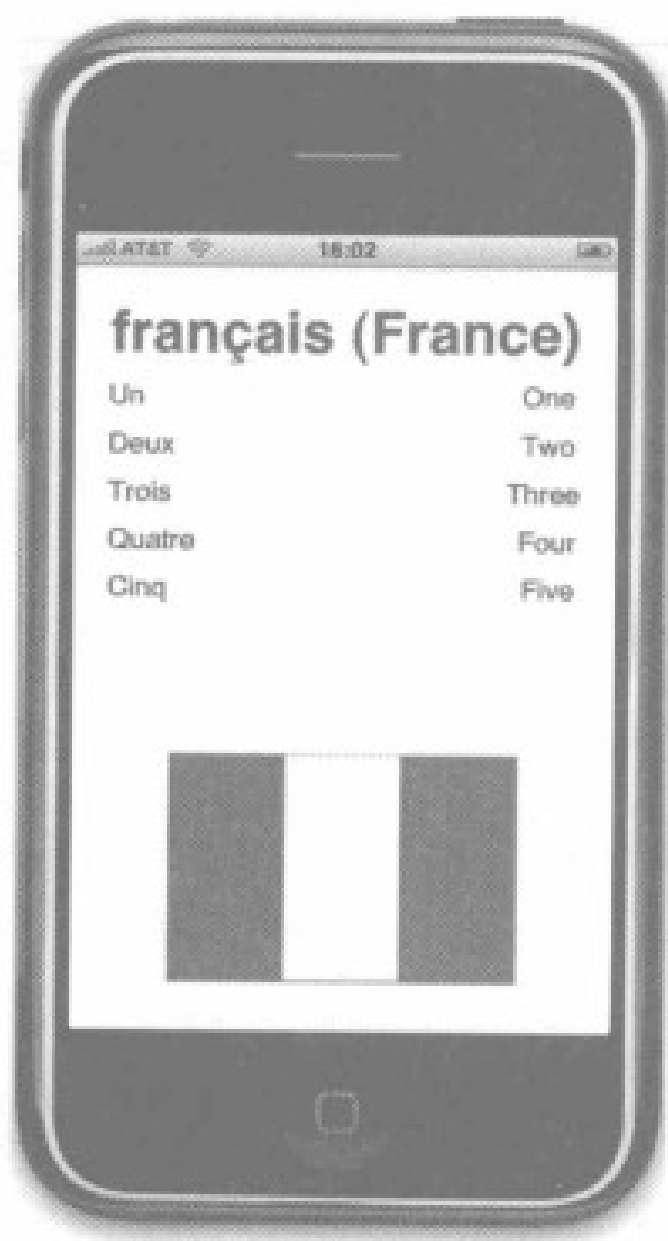 AT&T 16:02
français (France)
Un One
Deux Two
Trois Three
Quatre Four
Cinq Five